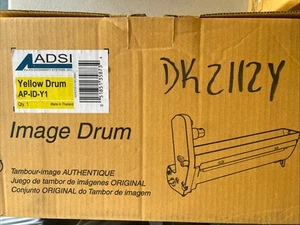 ADSI
Yellow Drum
AP-ID-Y1
Qty. 1
Made in Thailand
DK2112Y
Image Drum
Tambour-image AUTHENTIQUE
Juego de tambor de imágenes ORIGINAL
Conjunto ORIGINAL do Tambor de imagem